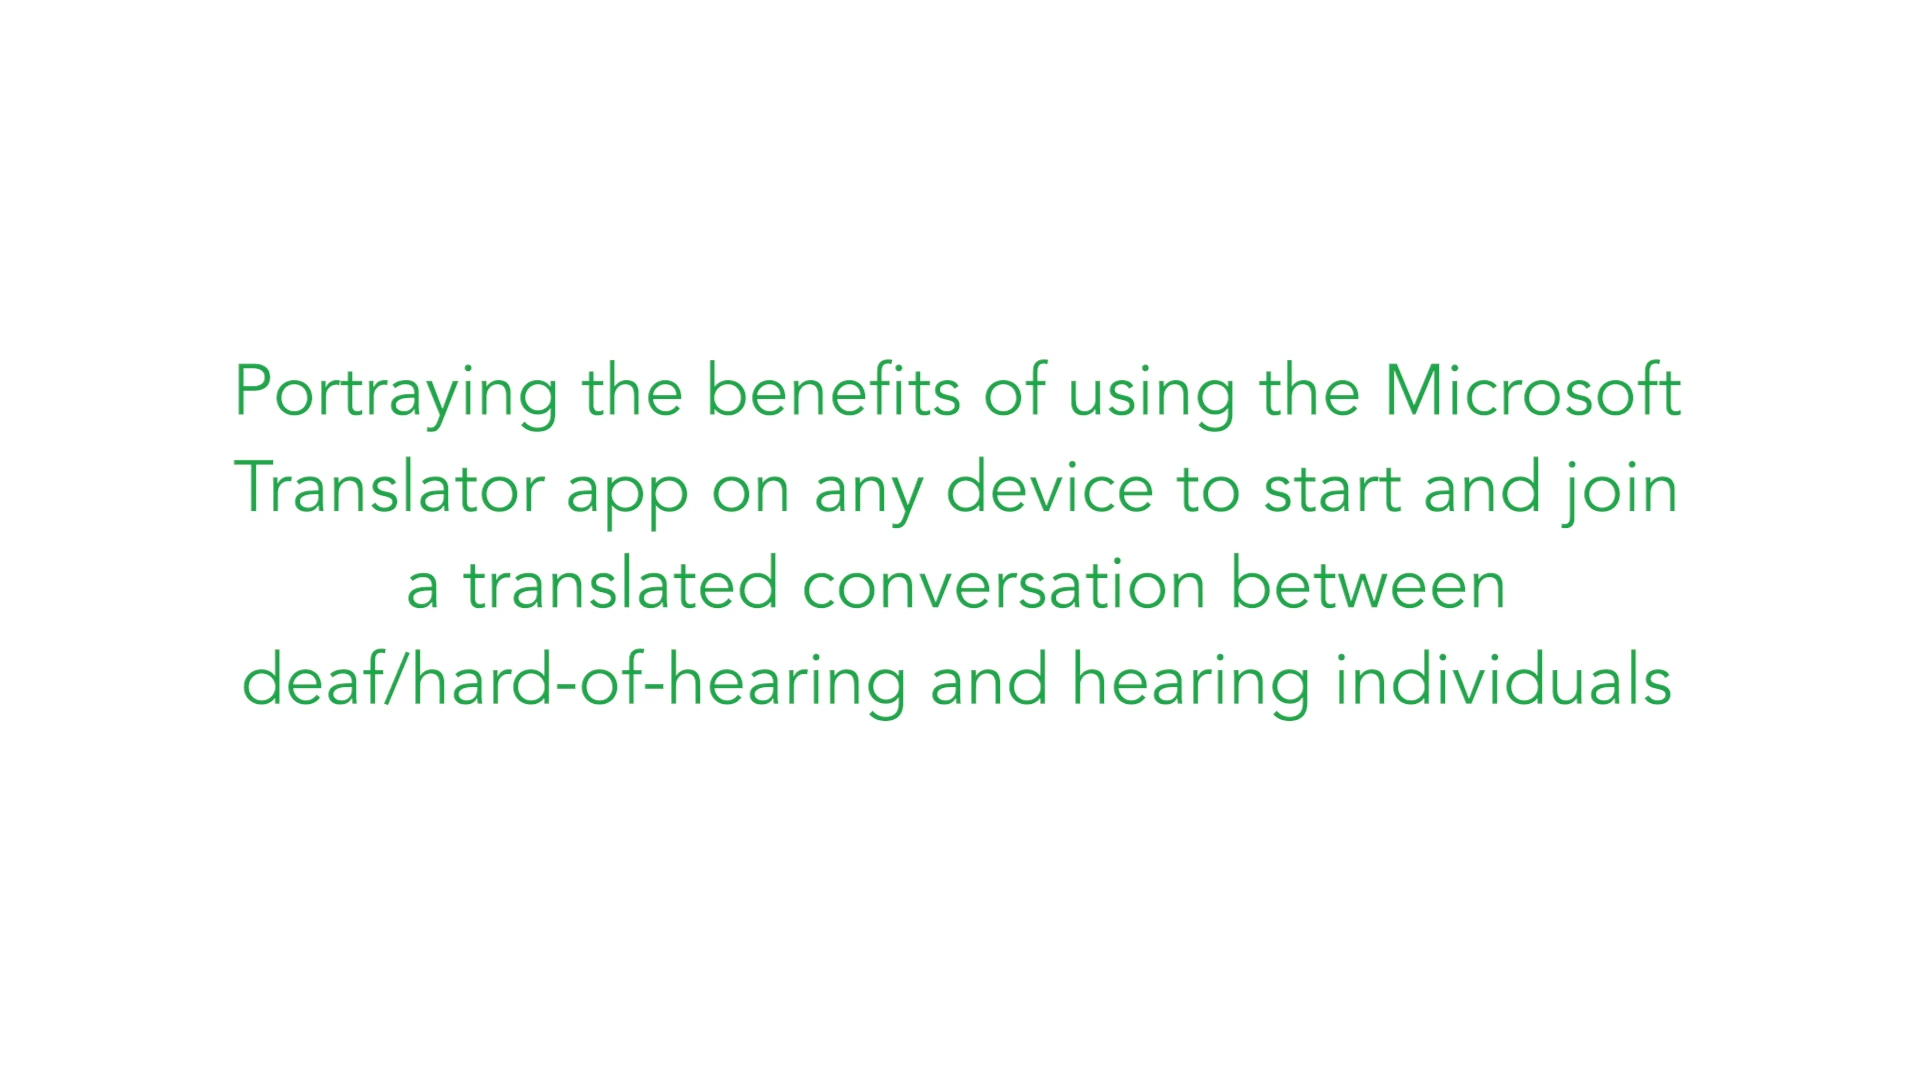 Portraying the benefits of using the Microsoft
Translator app on any device to start and join
a translated conversation between
deaf/hard-of-hearing and hearing individuals